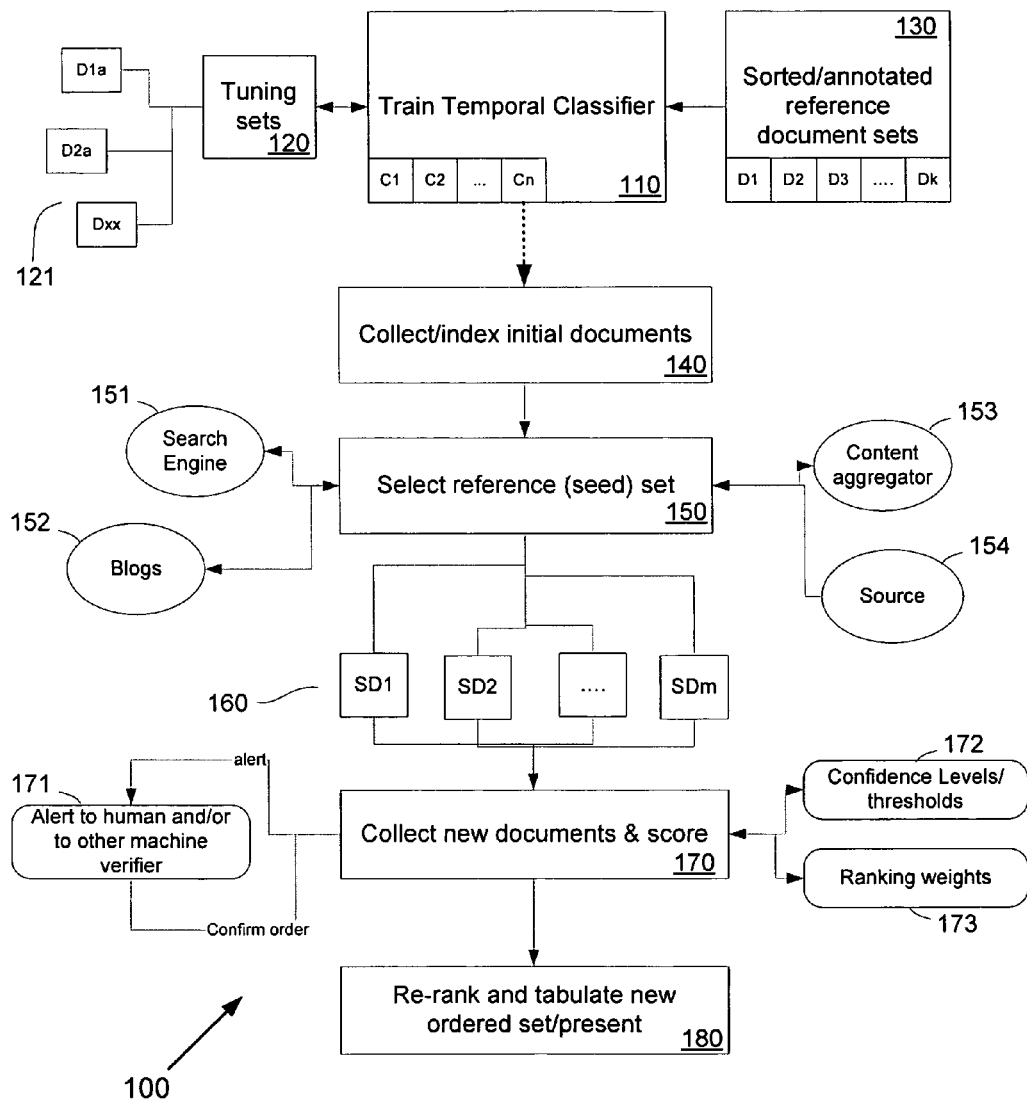 130
D1a
Tuning
sets
120
Train Temporal Classifier
Sorted/annotated
reference
document sets
D2a
C1 C2 ... Cn
110
D1 D2 D3 .... Dk
Dxx
121
Collect/index initial documents
140
151
Search
Engine
153
Content
aggregator
Select reference (seed) set
150
152
Blogs
154
Source
160
SD1 SD2 .... SDm
alert
171
Alert to human and/or
to other machine
verifier
Confirm order
Collect new documents & score
170
172
Confidence Levels/
thresholds
Ranking weights
173
Re-rank and tabulate new
ordered set/present
180
100